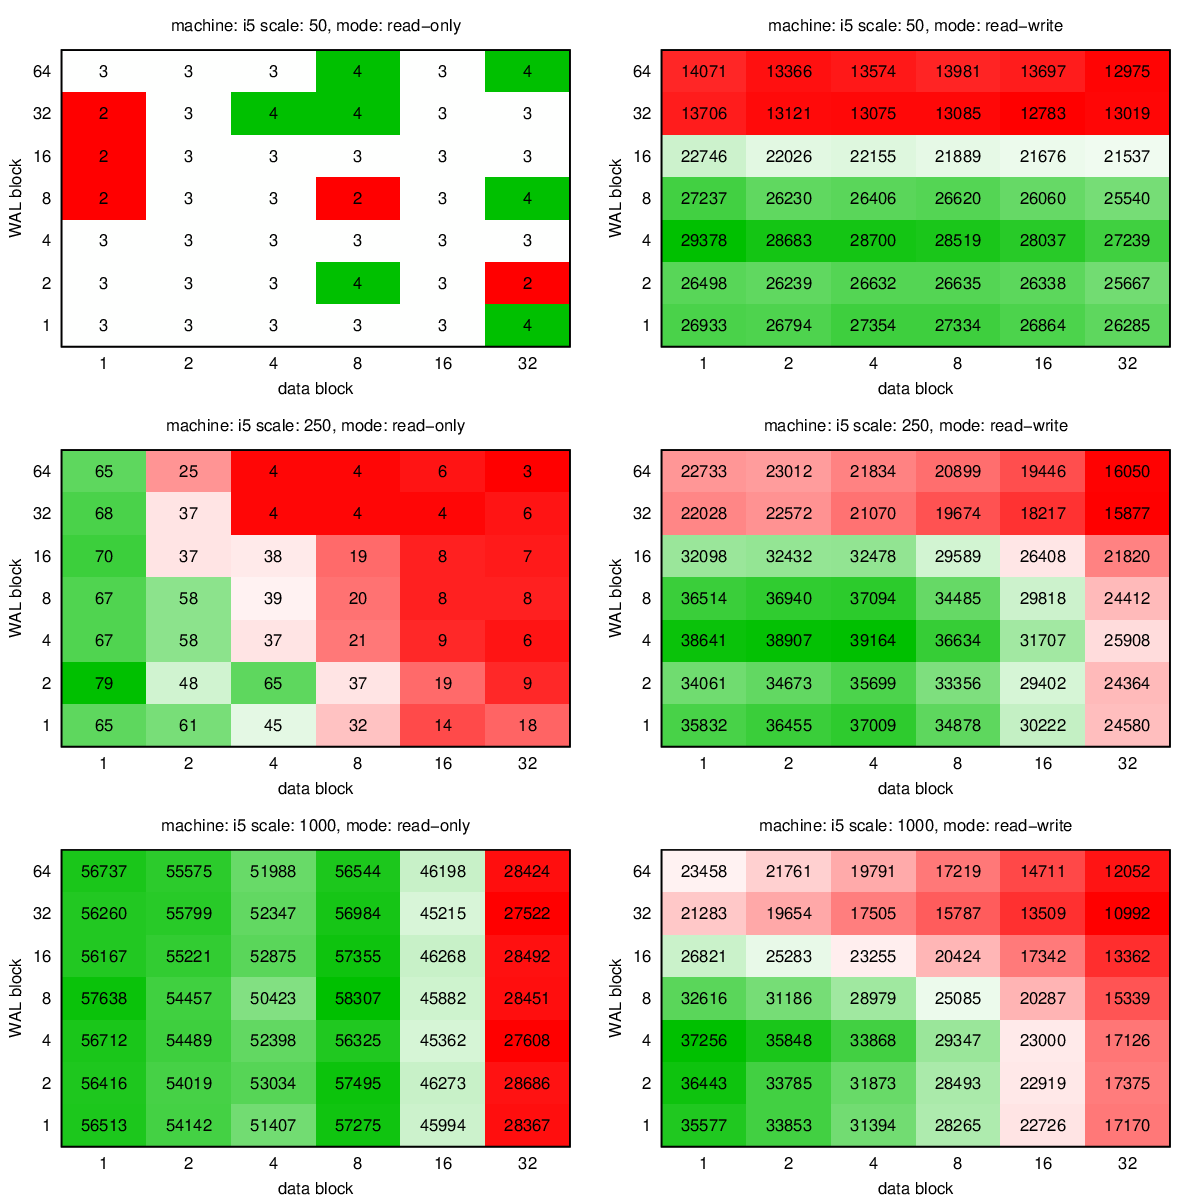 machine: i5 scale: 50, mode: read−only
64 3 3 3 4 3 4
32 2 3 4 4 3 3
16 2 3 3 3 3 3
8 2 3 3 2 3 4
4 3 3 3 3 3 3
2 3 3 3 4 3 2
1 3 3 3 3 3 4
WAL block
1 2 4 8 16 32
data block
machine: i5 scale: 50, mode: read−write
64 14071 13366 13574 13981 13697 12975
32 13706 13121 13075 13085 12783 13019
16 22746 22026 22155 21889 21676 21537
8 27237 26230 26406 26620 26060 25540
4 29378 28683 28700 28519 28037 27239
2 26498 26239 26632 26635 26338 25667
1 26933 26794 27354 27334 26864 26285
WAL block
1 2 4 8 16 32
data block
machine: i5 scale: 250, mode: read−only
64 65 25 4 4 6 3
32 68 37 4 4 4 6
16 70 37 38 19 8 7
8 67 58 39 20 8 8
4 67 58 37 21 9 6
2 79 48 65 37 19 9
1 65 61 45 32 14 18
WAL block
1 2 4 8 16 32
data block
machine: i5 scale: 250, mode: read−write
64 22733 23012 21834 20899 19446 16050
32 22028 22572 21070 19674 18217 15877
16 32098 32432 32478 29589 26408 21820
8 36514 36940 37094 34485 29818 24412
4 38641 38907 39164 36634 31707 25908
2 34061 34673 35699 33356 29402 24364
1 35832 36455 37009 34878 30222 24580
WAL block
1 2 4 8 16 32
data block
machine: i5 scale: 1000, mode: read−only
64 56737 55575 51988 56544 46198 28424
32 56260 55799 52347 56984 45215 27522
16 56167 55221 52875 57355 46268 28492
8 57638 54457 50423 58307 45882 28451
4 56712 54489 52398 56325 45362 27608
2 56416 54019 53034 57495 46273 28686
1 56513 54142 51407 57275 45994 28367
WAL block
1 2 4 8 16 32
data block
machine: i5 scale: 1000, mode: read−write
64 23458 21761 19791 17219 14711 12052
32 21283 19654 17505 15787 13509 10992
16 26821 25283 23255 20424 17342 13362
8 32616 31186 28979 25085 20287 15339
4 37256 35848 33868 29347 23000 17126
2 36443 33785 31873 28493 22919 17375
1 35577 33853 31394 28265 22726 17170
WAL block
1 2 4 8 16 32
data block